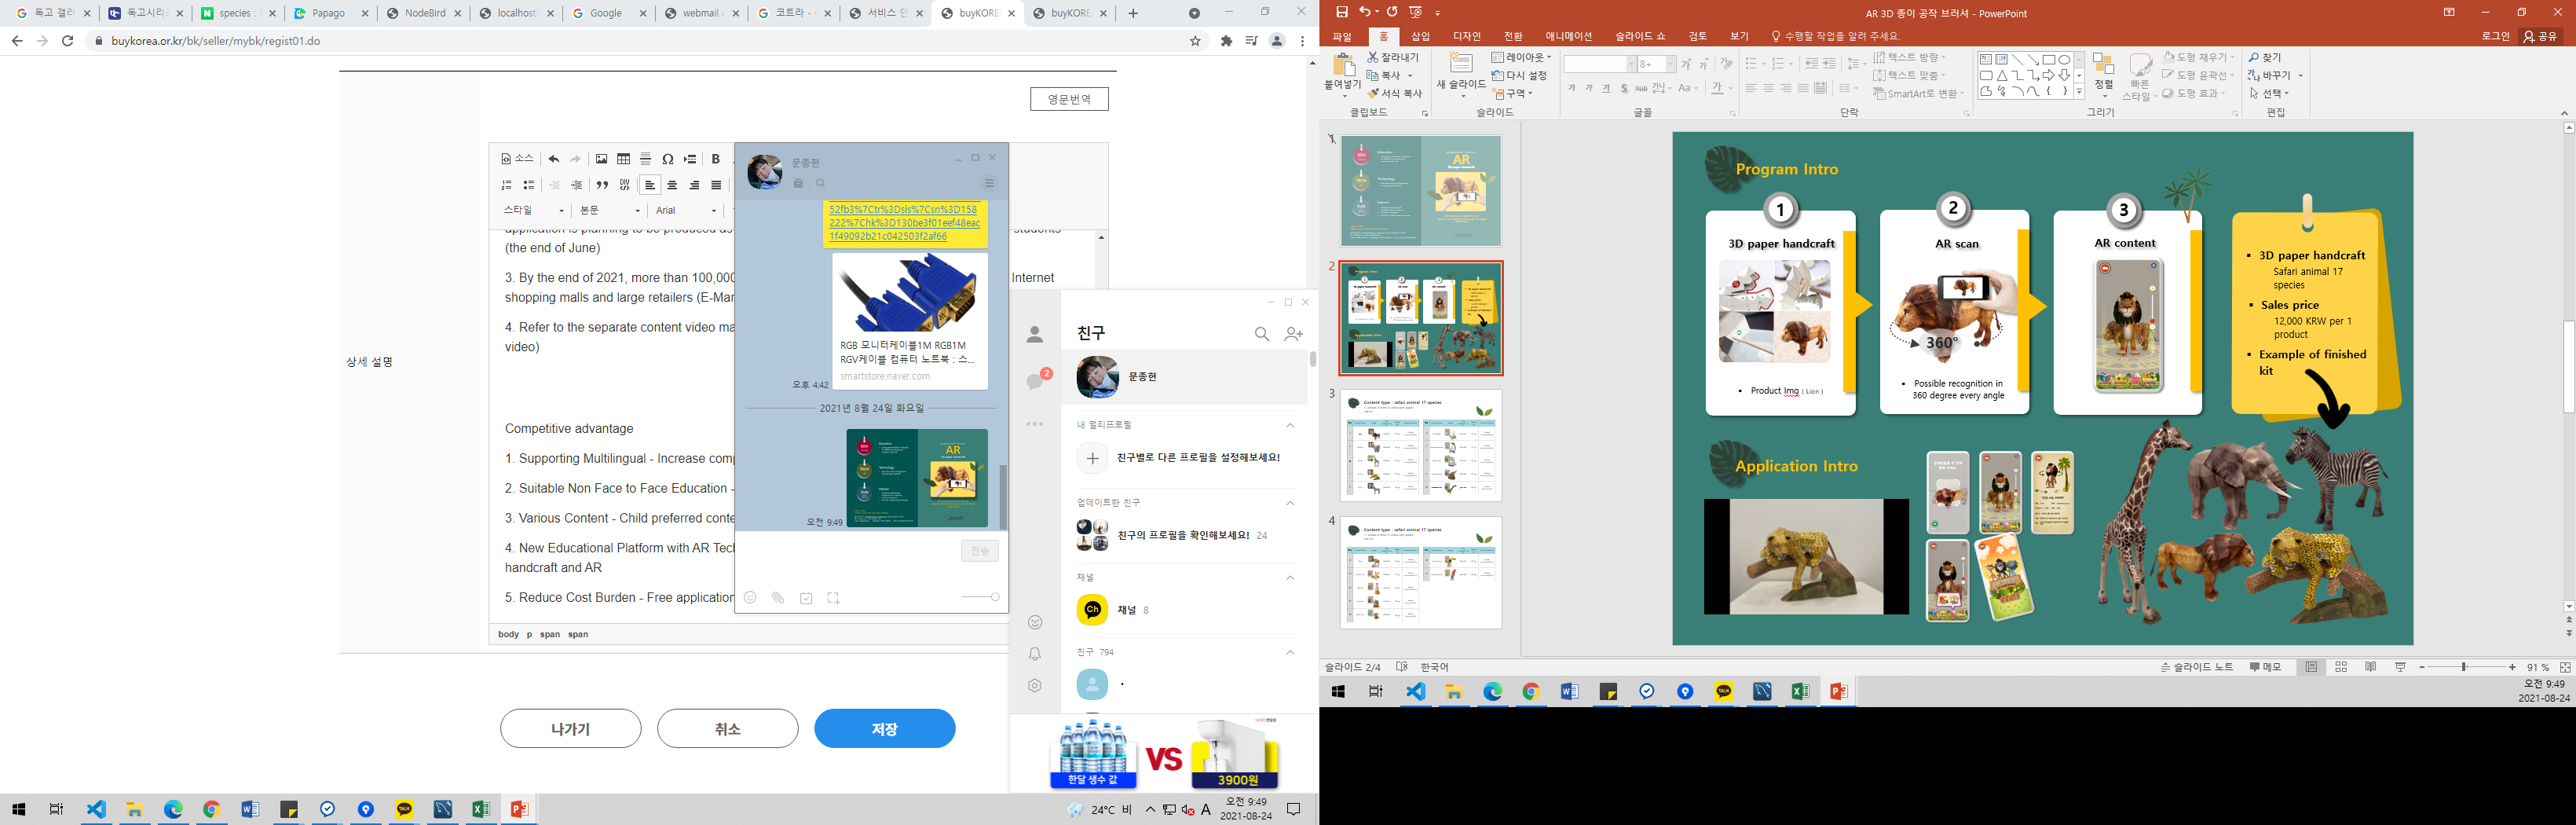 독고 갤러
독고시리
species :
Papago
NodeBird
localhost:
Google
webmail.
코트라 -
서비스 안
buyKOREA
buyKOREA
buykorea.or.kr/bk/seller/mybk/regist01.do
영문번역
소스
스타일
본문
Arial
application is planning to be produced as
students
(the end of June)
3. By the end of 2021, more than 100,000
Internet
shopping malls and large retailers (E-Mar
4. Refer to the separate content video ma
video)
상세 설명
Competitive advantage
1. Supporting Multilingual - Increase comp
2. Suitable Non Face to Face Education -
3. Various Content - Child preferred conte
4. New Educational Platform with AR Tech
handcraft and AR
5. Reduce Cost Burden - Free application
body p span span
나가기
취소
저장
문종현
52fb3%7Ctr%3Dsls%7Csn%3D158
222%7Chk%3D130be3f01eef48eac
1f49092b21c042503f2af66
RGB 모니터케이블1M RGB1M
RGV케이블 컴퓨터 노트북 : 스...
smartstore.naver.com
오후 4:42
2021년 8월 24일 화요일
오전 9:49
전송
친구
2
문종현
내 멀티프로필
친구별로 다른 프로필을 설정해보세요!
업데이트한 친구
친구의 프로필을 확인해보세요! 24
채널
Ch
채널 8
친구 794
한달 생수 값
VS
3900원
24°C 비
A
오전 9:49
2021-08-24
AR 3D 종이 공작 브러셔 - PowerPoint
파일
홈
삽입
디자인
전환
애니메이션
슬라이드 쇼
검토
보기
수행할 작업을 알려 주세요.
로그인
공유
붙여넣기
잘라내기
복사
서식 복사
클립보드
새 슬라이드
레이아웃
다시 설정
구역
슬라이드
8+
글꼴
텍스트 방향
텍스트 맞춤
SmartArt로 변환
단락
정렬
빠른
스타일
도형 채우기
도형 윤곽선
도형 효과
그리기
찾기
바꾸기
선택
편집
1
2
3
4
Content type : safari animal 17 species
Content type : safari animal 17 species
Program Intro
1
3D paper handcraft
Product Img ( Lion )
2
AR scan
360°
Possible recognition in
360 degree every angle
3
AR content
3D paper handcraft
Safari animal 17
species
Sales price
12,000 KRW per 1
product
Example of finished
kit
Application Intro
슬라이드 2/4
한국어
슬라이드 노트
메모
91 %
오전 9:49
2021-08-24